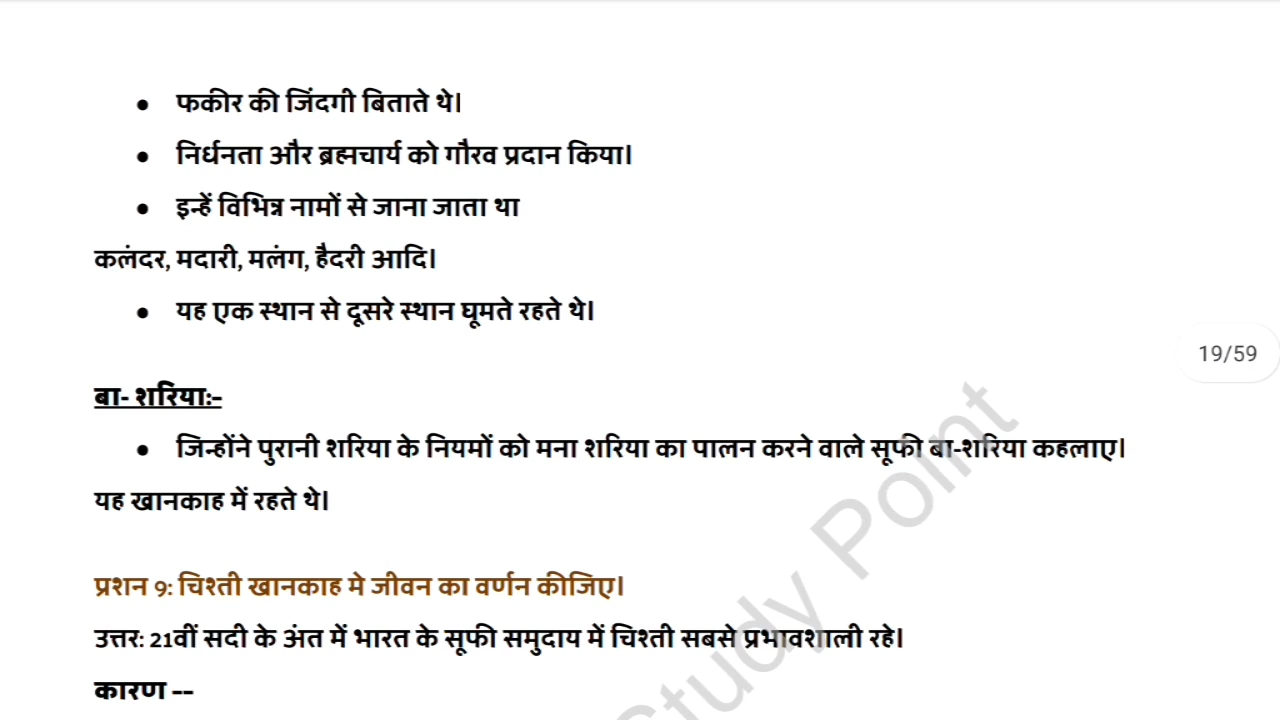 ● फकीर की जिंदगी बिताते थे।
● निर्धनता और ब्रह्मचार्य को गौरव प्रदान किया।
● इन्हें विभिन्न नामों से जाना जाता था
कलंदर, मदारी, मलंग, हैदरी आदि।
● यह एक स्थान से दूसरे स्थान घूमते रहते थे।
19/59
बा- शरिया:-
● जिन्होंने पुरानी शरिया के नियमों को मना शरिया का पालन करने वाले सूफी बा-शरिया कहलाए।
यह खानकाह में रहते थे।
प्रशन 9: चिश्ती खानकाह मे जीवन का वर्णन कीजिए।
उत्तर: 21वीं सदी के अंत में भारत के सूफी समुदाय में चिश्ती सबसे प्रभावशाली रहे।
कारण --
Study Point